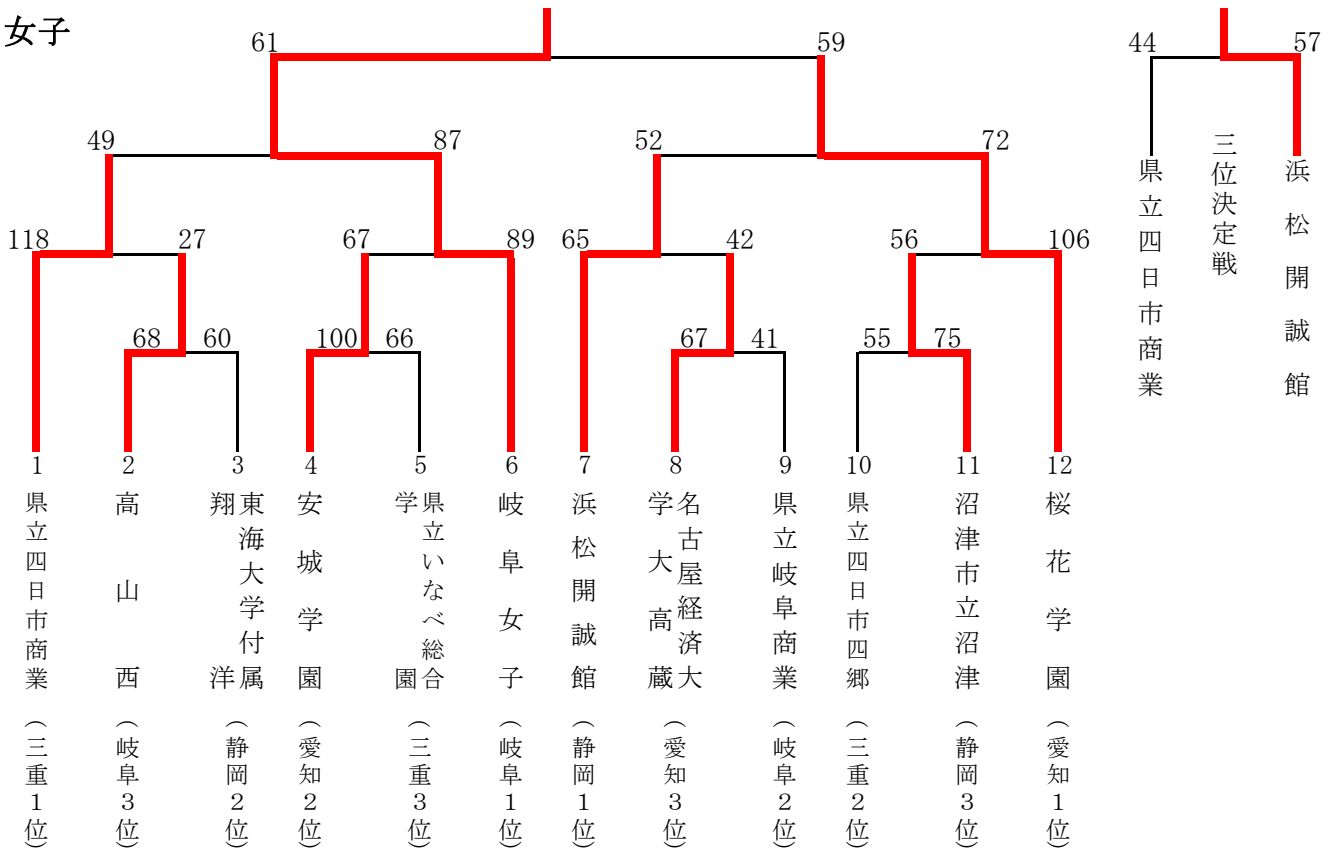 女子
61
59
44
57
49
87
52
72
118
27
67
89
65
42
56
106
68
60
100
66
67
41
55
75
県立四日市商業
三位決定戦
浜松開誠館
1
2
3
4
5
6
7
8
9
10
11
12
県立四日市商業
(三重1位)
高山西
(岐阜3位)
東海大学付属
翔洋
(静岡2位)
安城学園
(愛知2位)
県立いなべ総合
学園
(三重3位)
岐阜女子
(岐阜1位)
浜松開誠館
(静岡1位)
名古屋経済大
学大高蔵
(愛知3位)
県立岐阜商業
(岐阜2位)
県立四日市四郷
(三重2位)
沼津市立沼津
(静岡3位)
桜花学園
(愛知1位)